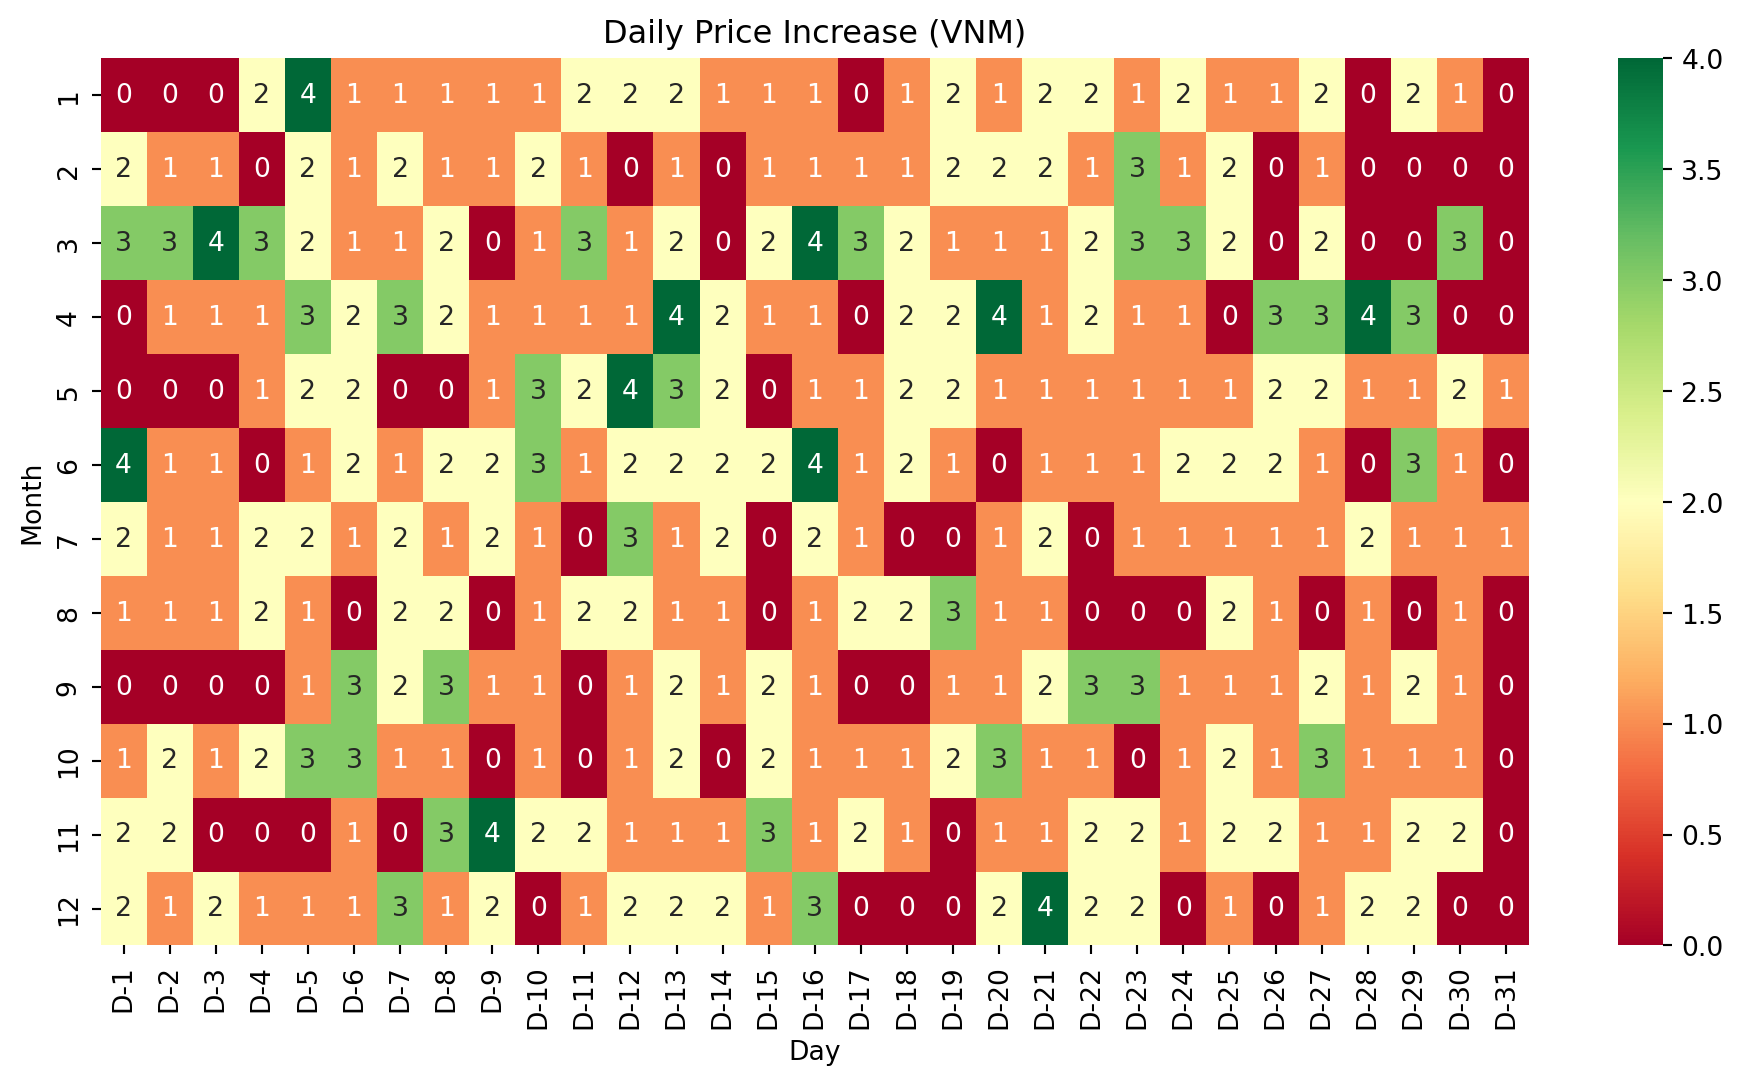 Daily Price Increase (VNM)
1 0 0 0 2 4 1 1 1 1 1 2 2 2 1 1 1 0 1 2 1 2 2 1 2 1 1 2 0 2 1 0
2 2 1 1 0 2 1 2 1 1 2 1 0 1 0 1 1 1 1 2 2 2 1 3 1 2 0 1 0 0 0 0
3 3 3 4 3 2 1 1 2 0 1 3 1 2 0 2 4 3 2 1 1 1 2 3 3 2 0 2 0 0 3 0
4 0 1 1 1 3 2 3 2 1 1 1 1 4 2 1 1 0 2 2 4 1 2 1 1 0 3 3 4 3 0 0
5 0 0 0 1 2 2 0 0 1 3 2 4 3 2 0 1 1 2 2 1 1 1 1 1 1 2 2 1 1 2 1
6 4 1 1 0 1 2 1 2 2 3 1 2 2 2 2 4 1 2 1 0 1 1 1 2 2 2 1 0 3 1 0
7 2 1 1 2 2 1 2 1 2 1 0 3 1 2 0 2 1 0 0 1 2 0 1 1 1 1 1 2 1 1 1
8 1 1 1 2 1 0 2 2 0 1 2 2 1 1 0 1 2 2 3 1 1 0 0 0 2 1 0 1 0 1 0
9 0 0 0 0 1 3 2 3 1 1 0 1 2 1 2 1 0 0 1 1 2 3 3 1 1 1 2 1 2 1 0
10 1 2 1 2 3 3 1 1 0 1 0 1 2 0 2 1 1 1 2 3 1 1 0 1 2 1 3 1 1 1 0
11 2 2 0 0 0 1 0 3 4 2 2 1 1 1 3 1 2 1 0 1 1 2 2 1 2 2 1 1 2 2 0
12 2 1 2 1 1 1 3 1 2 0 1 2 2 2 1 3 0 0 0 2 4 2 2 0 1 0 1 2 2 0 0
Month
D-1 D-2 D-3 D-4 D-5 D-6 D-7 D-8 D-9 D-10 D-11 D-12 D-13 D-14 D-15 D-16 D-17 D-18 D-19 D-20 D-21 D-22 D-23 D-24 D-25 D-26 D-27 D-28 D-29 D-30 D-31
Day
4.0
3.5
3.0
2.5
2.0
1.5
1.0
0.5
0.0